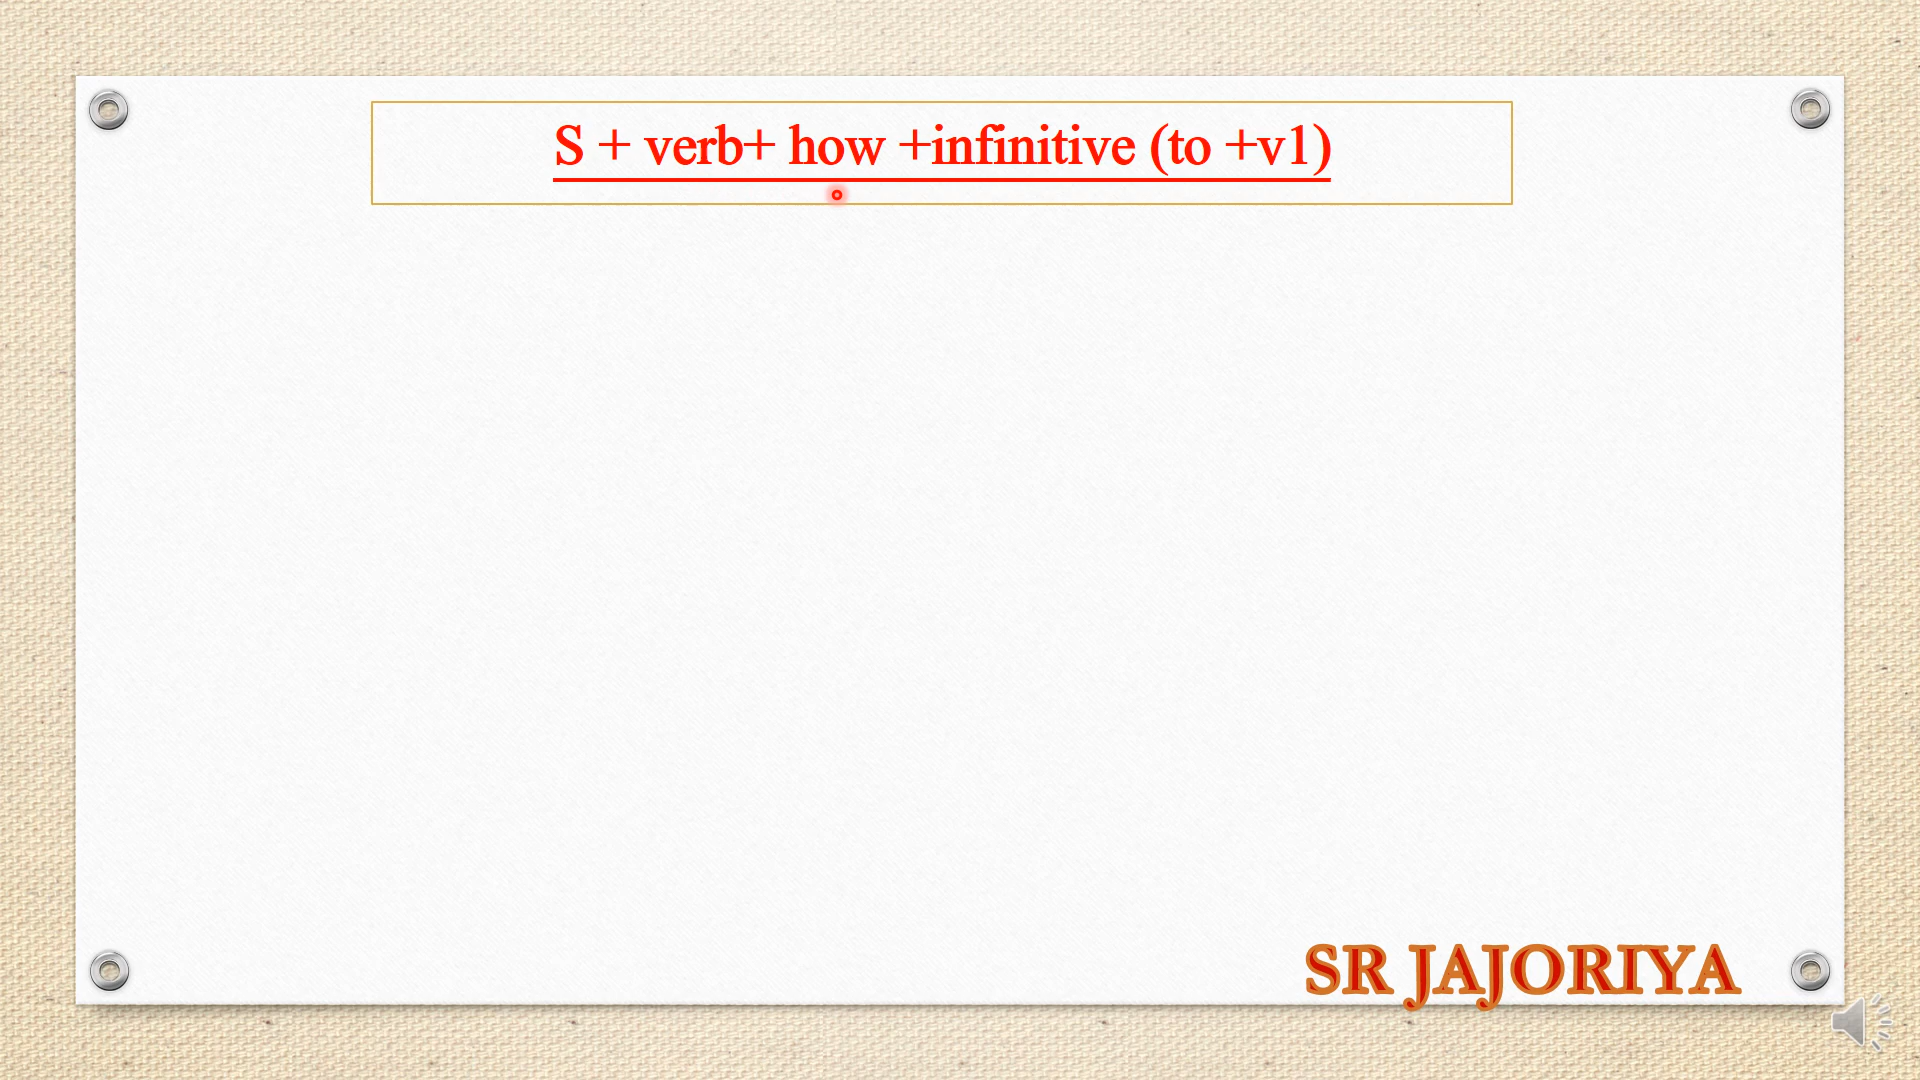 S + verb+ how +infinitive (to +v1)
SR JAJORIYA